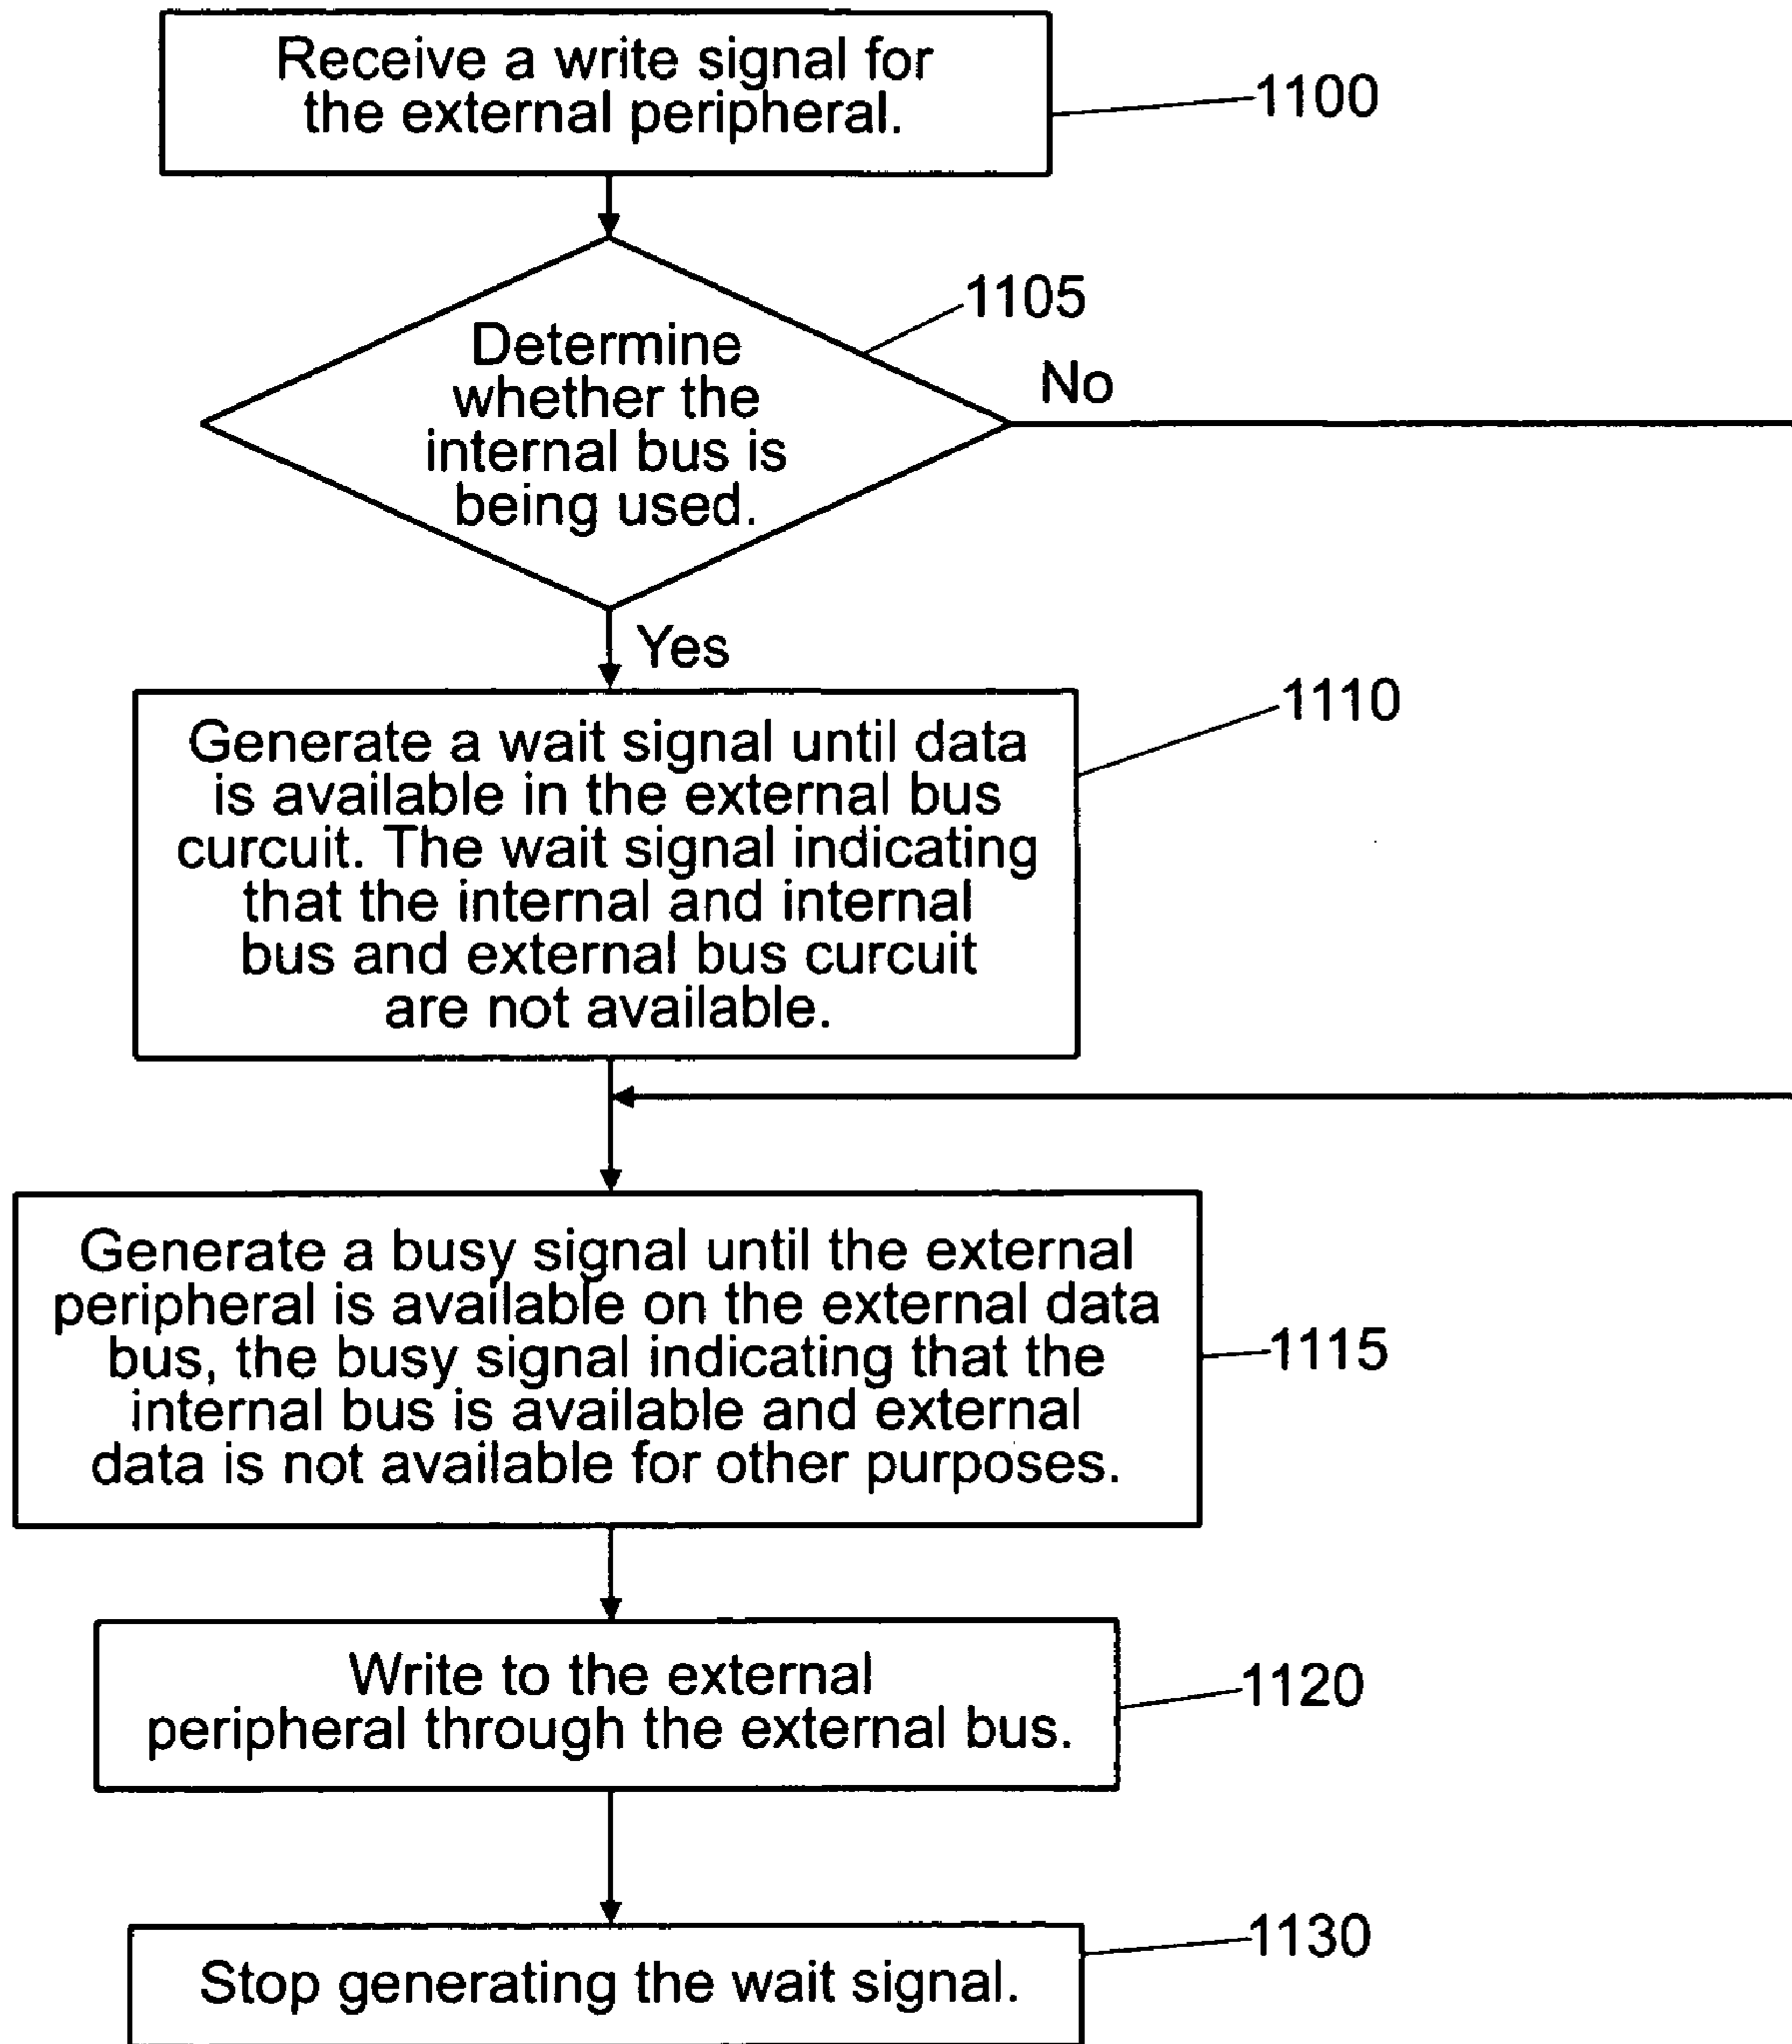 Receive a write signal for
the external peripheral.
1100
1105
Determine
whether the
internal bus is
being used.
No
Yes
1110
Generate a wait signal until data
is available in the external bus
curcuit. The wait signal indicating
that the internal and internal
bus and external bus curcuit
are not available.
Generate a busy signal until the external
peripheral is available on the external data
bus, the busy signal indicating that the
internal bus is available and external
data is not available for other purposes.
1115
Write to the external
peripheral through the external bus.
1120
1130
Stop generating the wait signal.